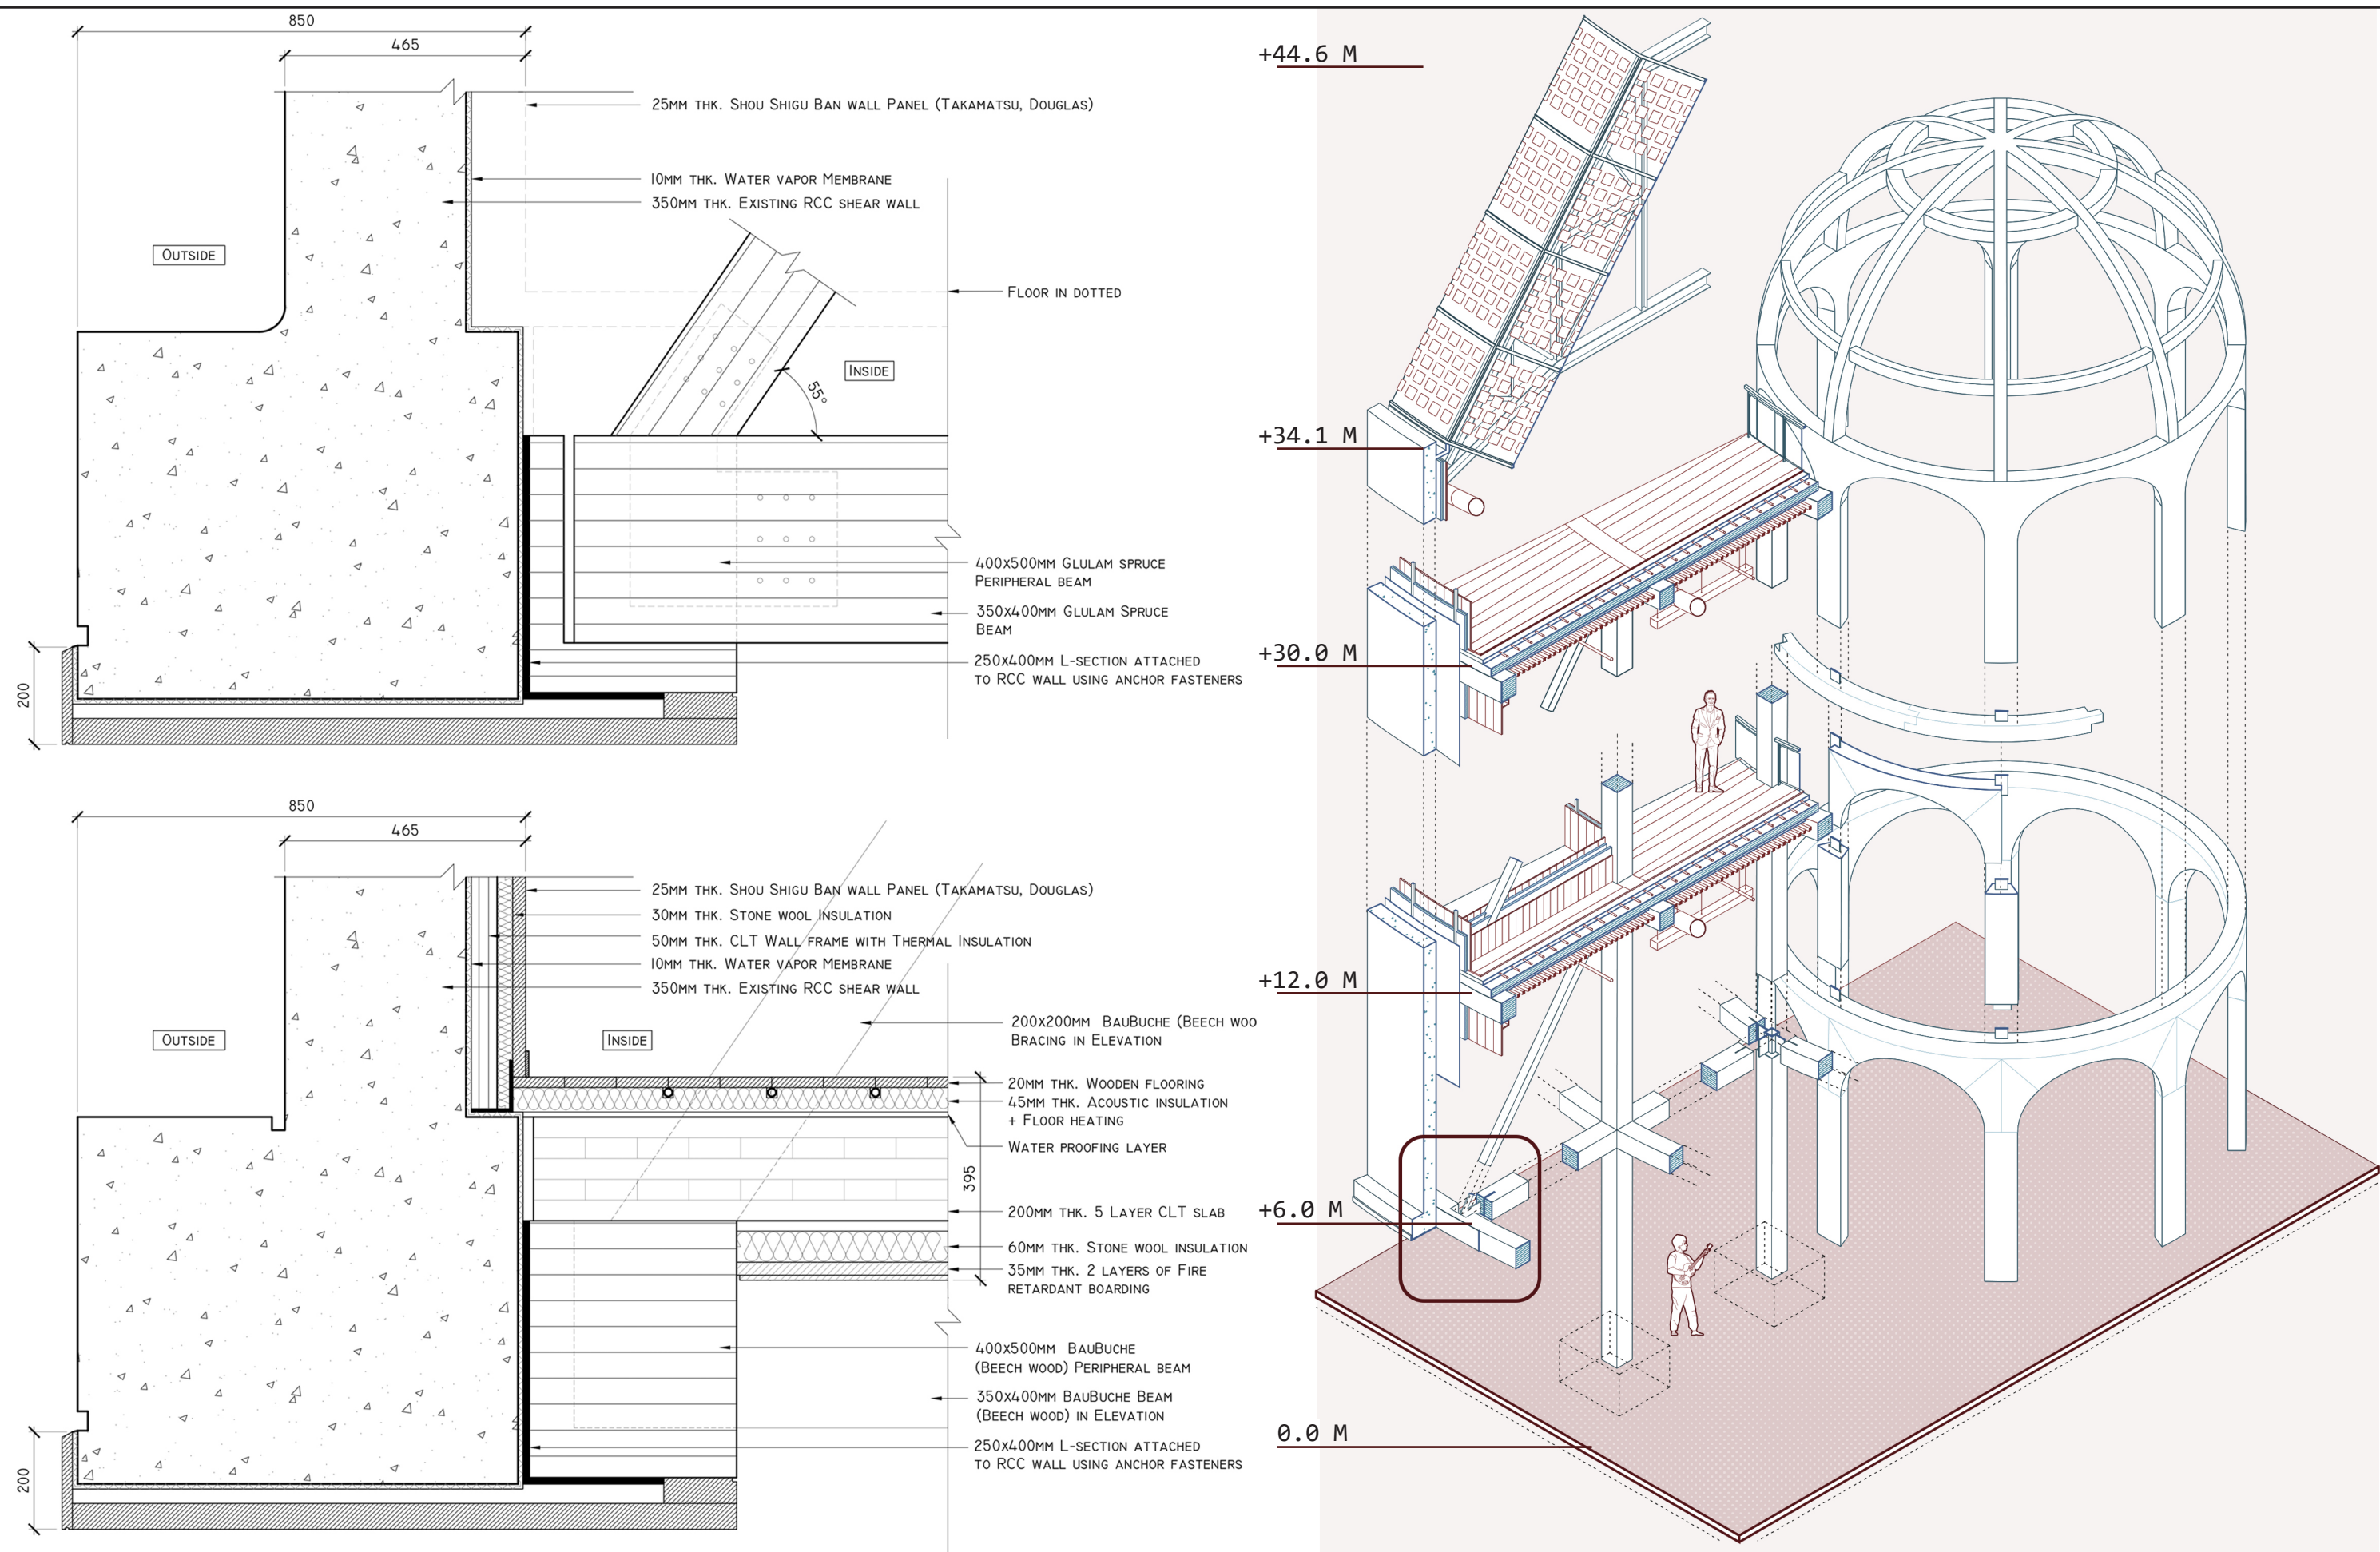 850
465
25MM THK. SHOU SHIGU BAN WALL PANEL (TAKAMATSU, DOUGLAS)
10MM THK. WATER VAPOR MEMBRANE
350MM THK. EXISTING RCC SHEAR WALL
OUTSIDE
FLOOR IN DOTTED
INSIDE
55°
400X500MM GLULAM SPRUCE
PERIPHERAL BEAM
350X400MM GLULAM SPRUCE
BEAM
250X400MM L-SECTION ATTACHED
TO RCC WALL USING ANCHOR FASTENERS
200
850
465
25MM THK. SHOU SHIGU BAN WALL PANEL (TAKAMATSU, DOUGLAS)
30MM THK. STONE WOOL INSULATION
50MM THK. CLT WALL FRAME WITH THERMAL INSULATION
10MM THK. WATER VAPOR MEMBRANE
350MM THK. EXISTING RCC SHEAR WALL
OUTSIDE
INSIDE
200X200MM BAUBUCHE (BEECH WOO
BRACING IN ELEVATION
20MM THK. WOODEN FLOORING
45MM THK. ACOUSTIC INSULATION
+ FLOOR HEATING
WATER PROOFING LAYER
395
200MM THK. 5 LAYER CLT SLAB
60MM THK. STONE WOOL INSULATION
35MM THK. 2 LAYERS OF FIRE
RETARDANT BOARDING
400X500MM BAUBUCHE
(BEECH WOOD) PERIPHERAL BEAM
350X400MM BAUBUCHE BEAM
(BEECH WOOD) IN ELEVATION
250X400MM L-SECTION ATTACHED
TO RCC WALL USING ANCHOR FASTENERS
200
+44.6 M
+34.1 M
+30.0 M
+12.0 M
+6.0 M
0.0 M